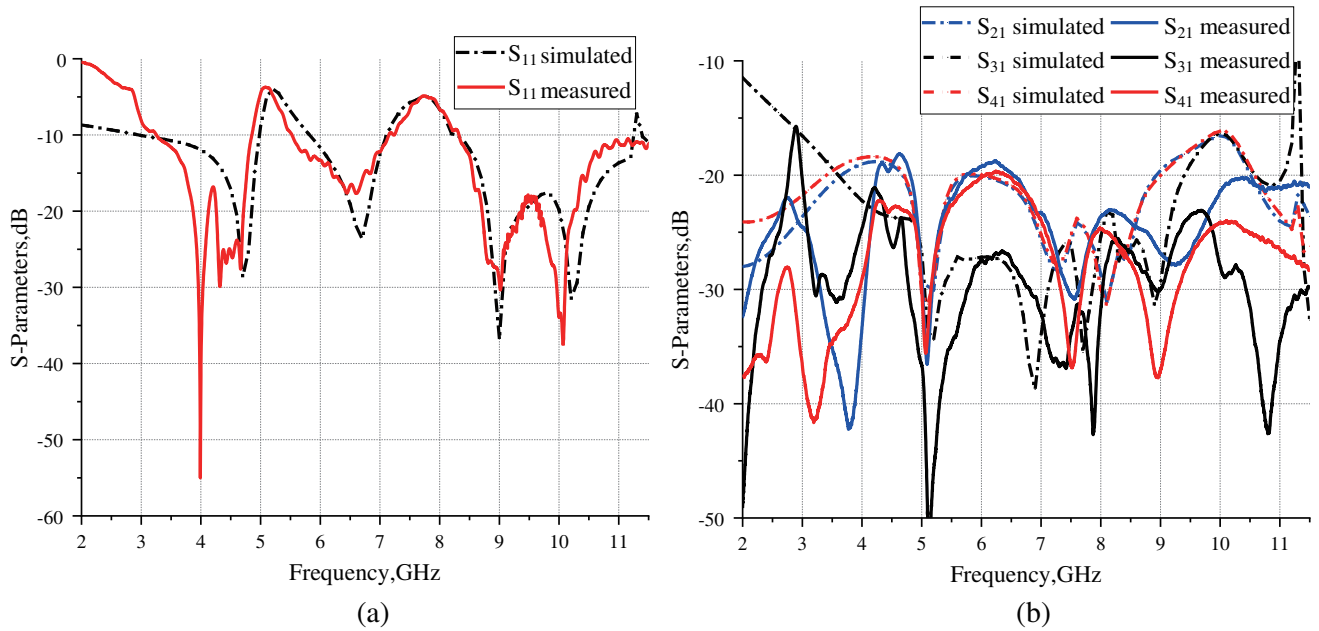 S₁₁ simulated
S₁₁ measured
0
-10
-20
-30
-40
-50
-60
2 3 4 5 6 7 8 9 10 11
S-Parameters,dB
Frequency,GHz
(a)
S₂₁ simulated S₂₁ measured
S₃₁ simulated S₃₁ measured
S₄₁ simulated S₄₁ measured
-10
-20
-30
-40
-50
2 3 4 5 6 7 8 9 10 11
S-Parameters,dB
Frequency,GHz
(b)